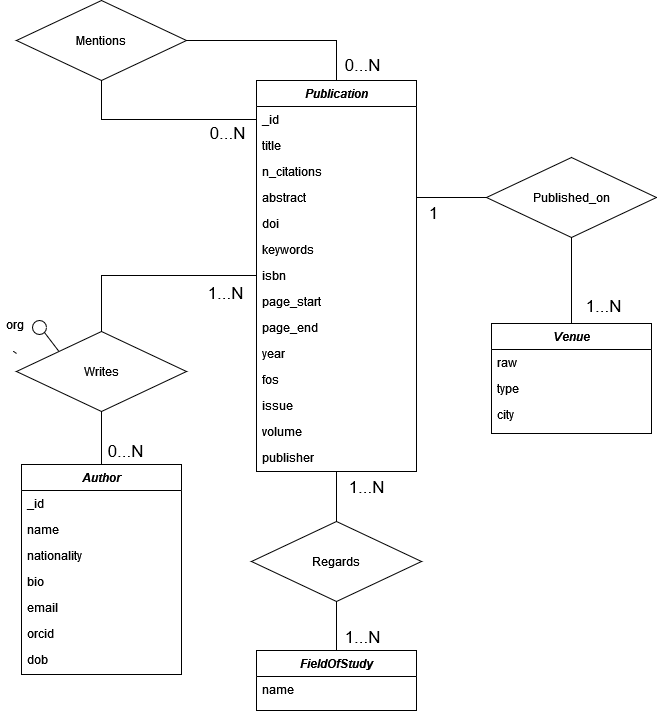 Mentions
0...N
0...N
Publication
_id
title
n_citations
abstract
doi
keywords
isbn
page_start
page_end
year
fos
issue
volume
publisher
Published_on
1
1...N
Venue
raw
type
city
1...N
org
Writes
0...N
Author
_id
name
nationality
bio
email
orcid
dob
1...N
Regards
1...N
FieldOfStudy
name